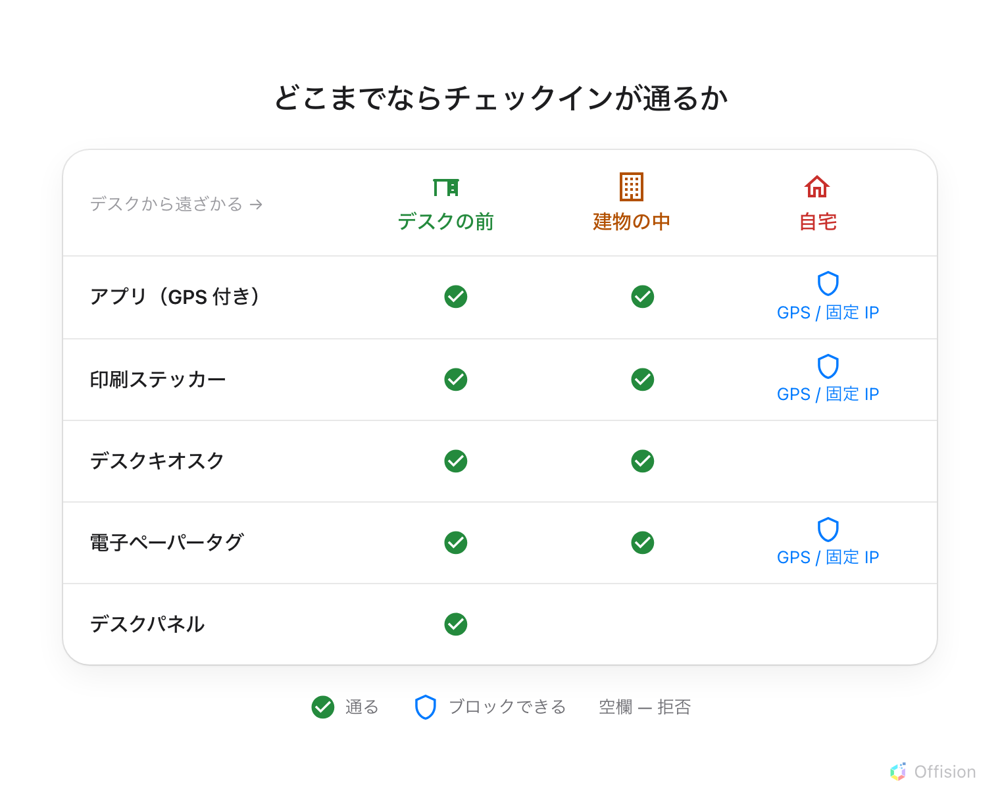 どこまでならチェックインが通るか
デスクから遠ざかる →
デスクの前
建物の中
自宅
アプリ（GPS 付き）
GPS / 固定 IP
印刷ステッカー
GPS / 固定 IP
デスクキオスク
電子ペーパータグ
GPS / 固定 IP
デスクパネル
通る
ブロックできる
空欄 — 拒否
Offision